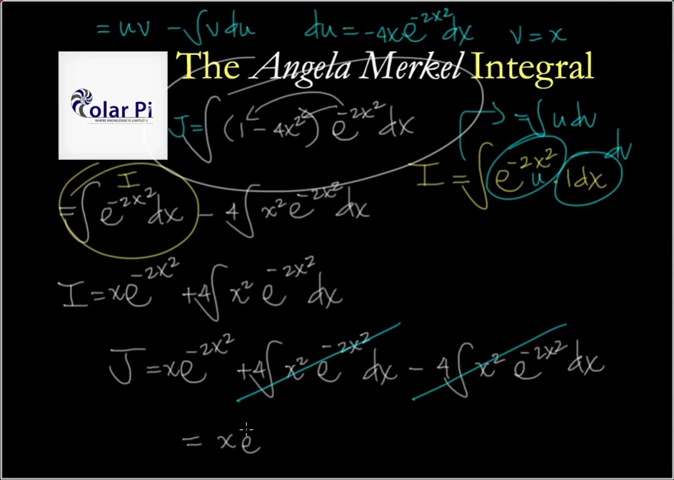 = uv - ∫v du   du = -4xe^{-2x²}dx   v = x
The Angela Merkel Integral
olar Pi
J = ∫(1 - 4x²) e^{-2x²}dx   → = ∫u dv
I = ∫e^{-2x²} 1dx
u   dv
I
= ∫e^{-2x²}dx - 4∫x²e^{-2x²}dx
I = xe^{-2x²} + 4∫x² e^{-2x²}dx
J = xe^{-2x²} + 4∫x² e^{-2x²}dx - 4∫x² e^{-2x²}dx
= xe